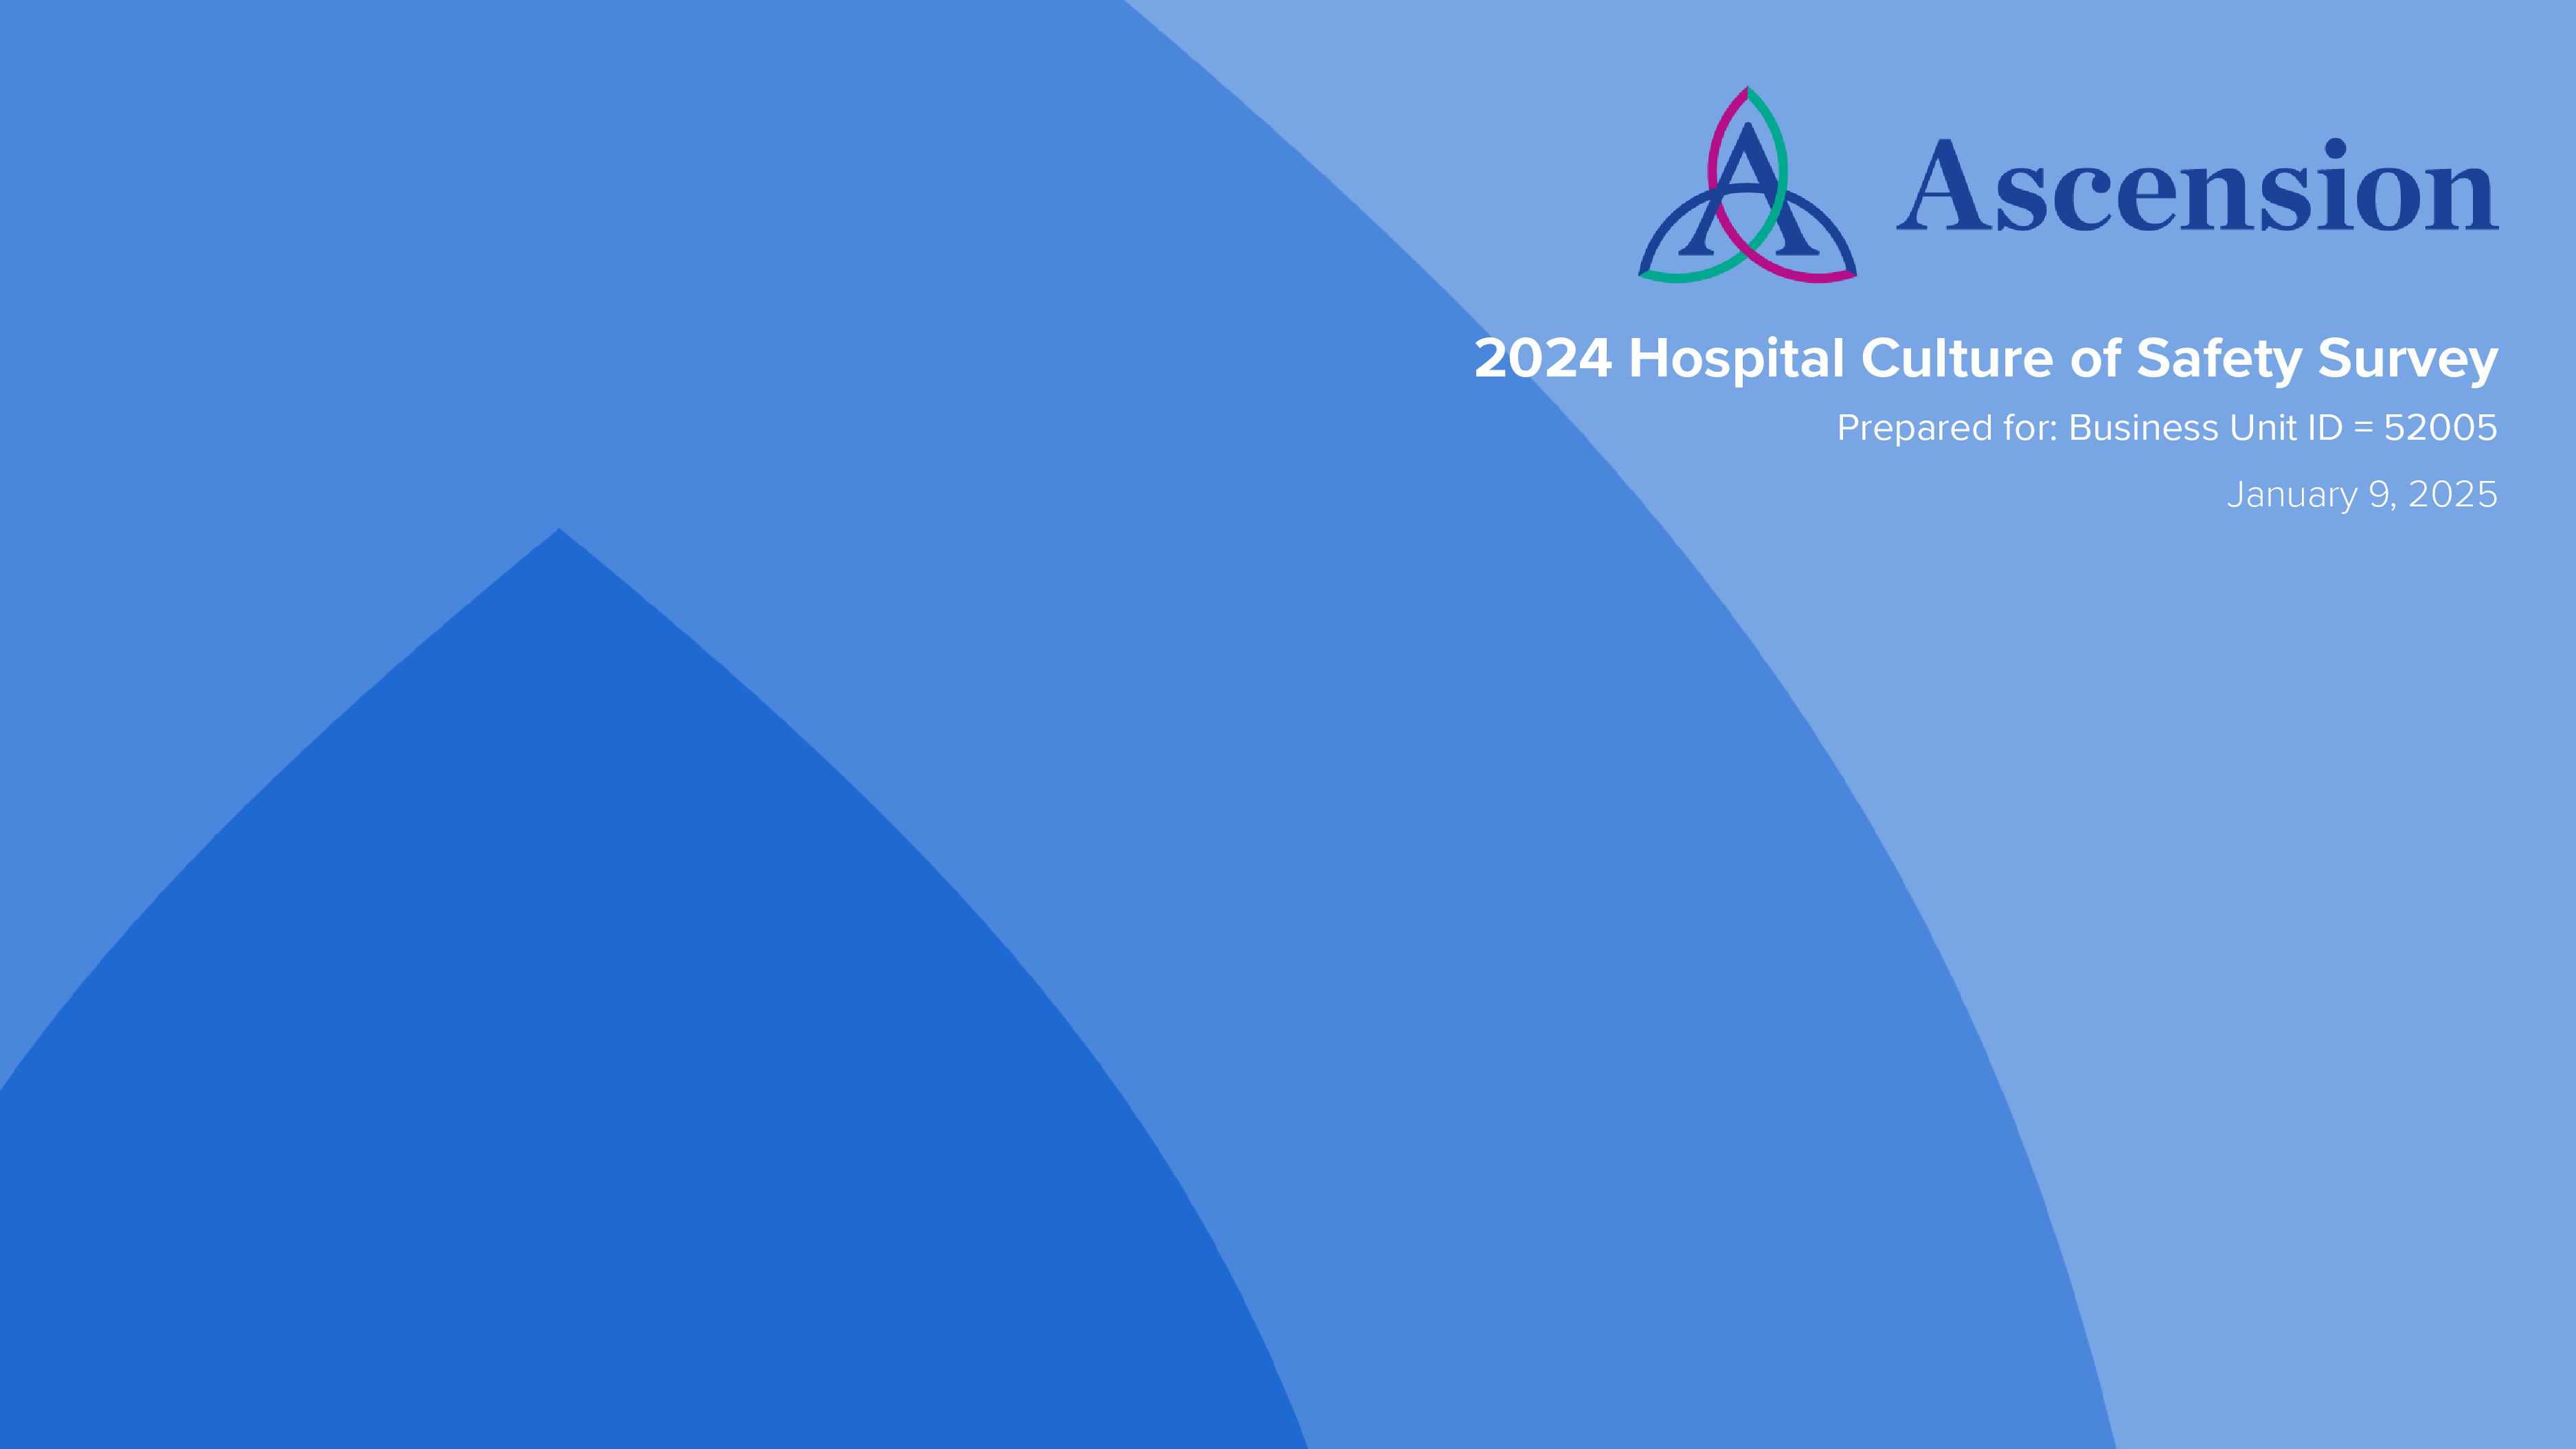 Ascension
2024 Hospital Culture of Safety Survey
Prepared for: Business Unit ID = 52005
January 9, 2025